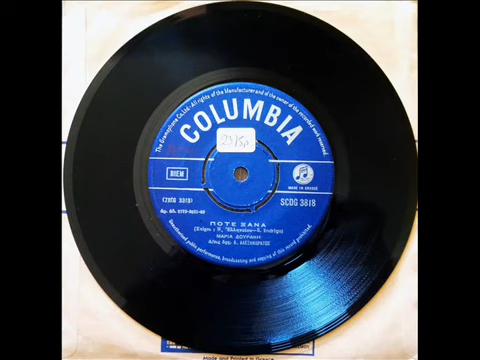 The Gramophone Co. Ltd. - All rights of the Manufacturer and of the owner of the recorded work reserved.
COLUMBIA
BIEM
MADE IN GREECE
(7XCG 3313)
SCDG 3818
ΠΟΤΕ ΞΑΝΑ
ΜΑΡΙΑ ΔΟΥΡΑΚΗ
Unauthorised public performance, broadcasting and copying of this record prohibited.
Made and Printed in Greece